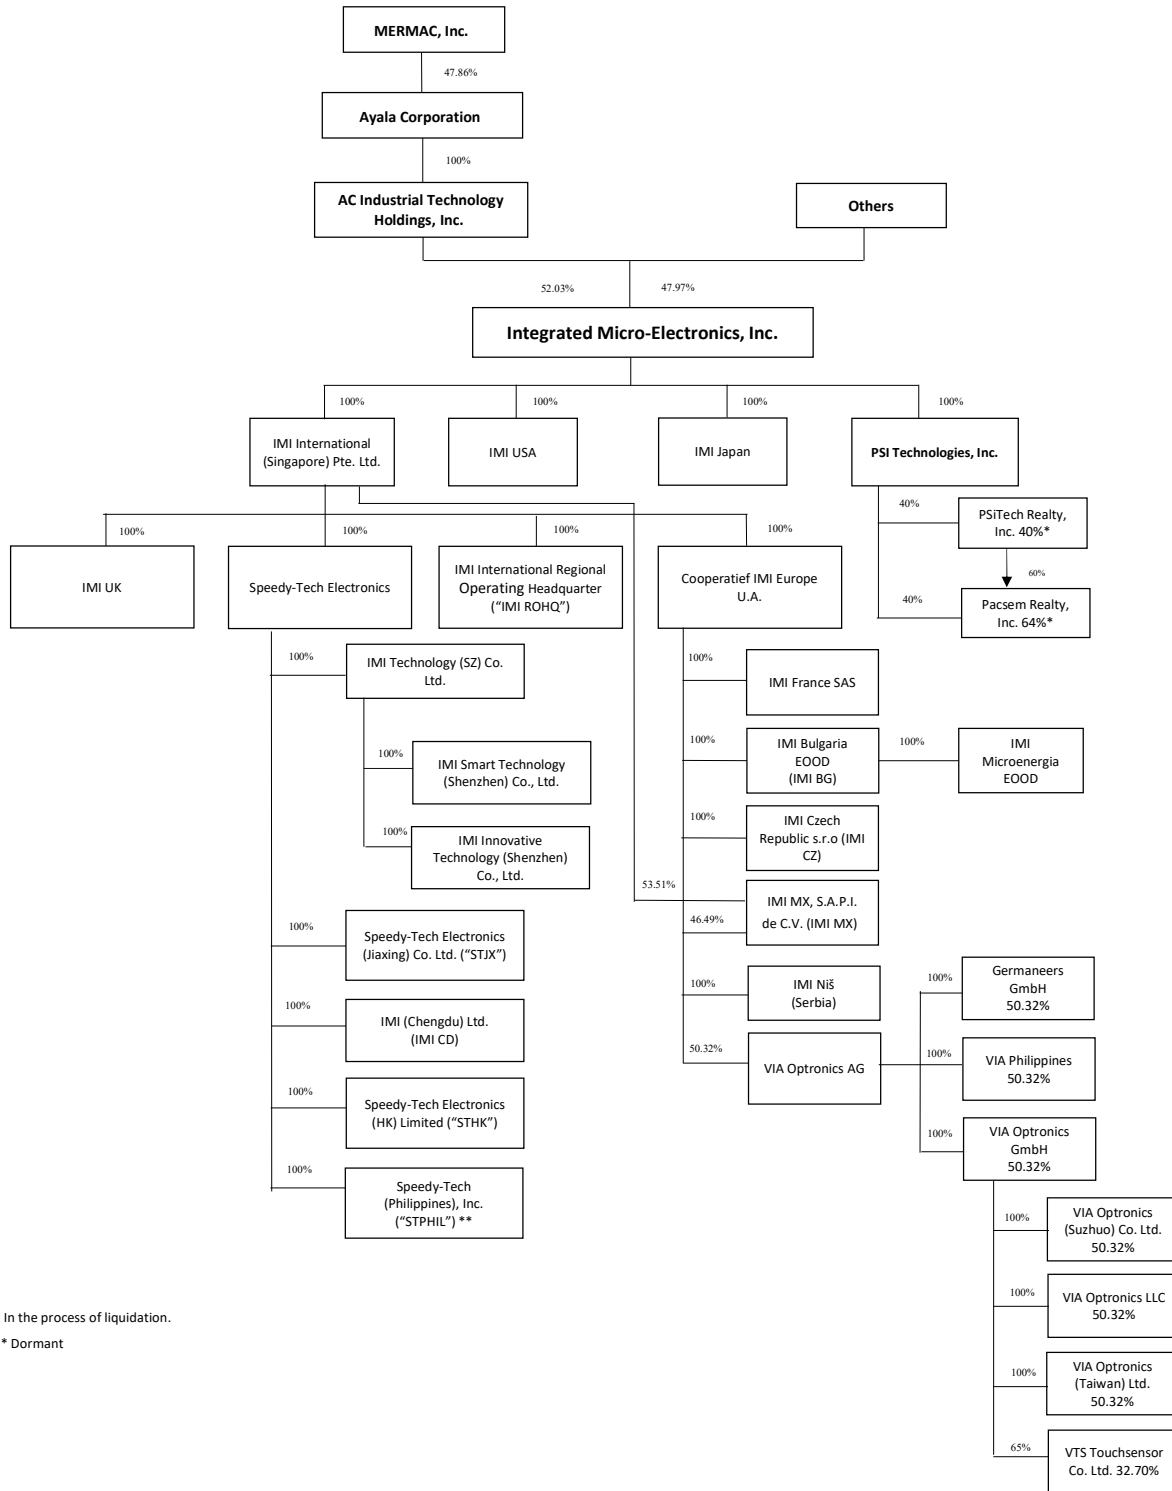 MERMAC, Inc.
47.86%
Ayala Corporation
100%
AC Industrial Technology
Holdings, Inc.
Others
52.03%
47.97%
Integrated Micro-Electronics, Inc.
100%
100%
100%
100%
IMI International
(Singapore) Pte. Ltd.
IMI USA
IMI Japan
PSI Technologies, Inc.
40%
PSiTech Realty,
Inc. 40%*
60%
40%
Pacsem Realty,
Inc. 64%*
100%
100%
100%
100%
IMI UK
Speedy-Tech Electronics
IMI International Regional
Operating Headquarter
(“IMI ROHQ”)
Cooperatief IMI Europe
U.A.
100%
IMI Technology (SZ) Co.
Ltd.
100%
IMI Smart Technology
(Shenzhen) Co., Ltd.
100%
IMI Innovative
Technology (Shenzhen)
Co., Ltd.
100%
Speedy-Tech Electronics
(Jiaxing) Co. Ltd. (“STJX”)
100%
IMI (Chengdu) Ltd.
(IMI CD)
100%
Speedy-Tech Electronics
(HK) Limited (“STHK”)
100%
Speedy-Tech
(Philippines), Inc.
(“STPHIL”) **
100%
IMI France SAS
100%
IMI Bulgaria
EOOD
(IMI BG)
100%
IMI
Microenergia
EOOD
100%
IMI Czech
Republic s.r.o (IMI
CZ)
53.51%
46.49%
IMI MX, S.A.P.I.
de C.V. (IMI MX)
100%
IMI Niš
(Serbia)
50.32%
VIA Optronics AG
100%
Germaneers
GmbH
50.32%
100%
VIA Philippines
50.32%
100%
VIA Optronics
GmbH
50.32%
100%
VIA Optronics
(Suzhuo) Co. Ltd.
50.32%
100%
VIA Optronics LLC
50.32%
100%
VIA Optronics
(Taiwan) Ltd.
50.32%
65%
VTS Touchsensor
Co. Ltd. 32.70%
In the process of liquidation.
* Dormant